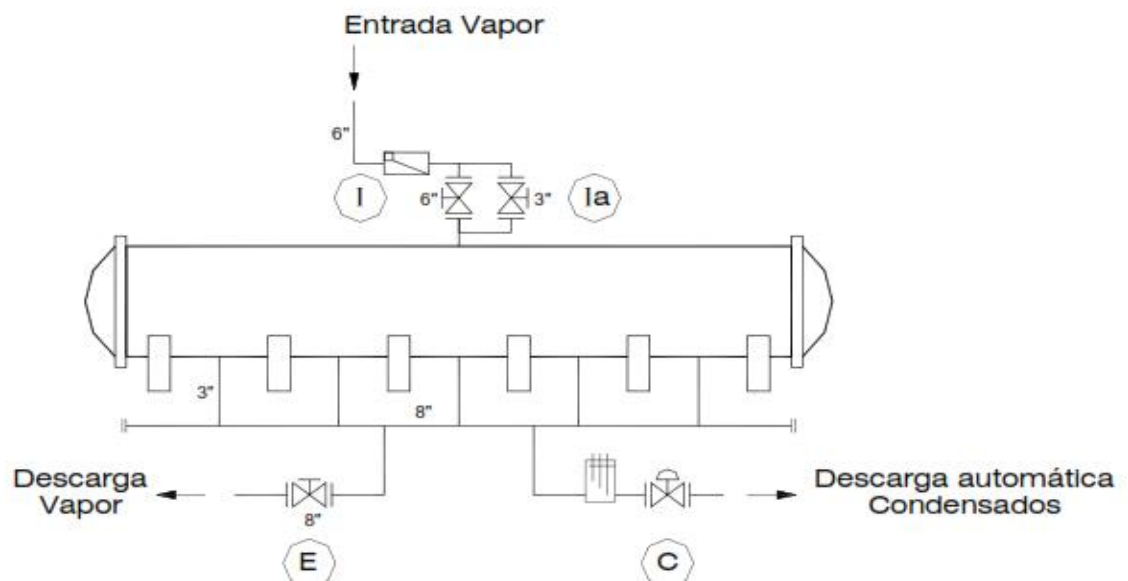 Entrada Vapor
6"
I
6"
3"
Ia
3"
8"
Descarga
Vapor
8"
E
C
Descarga automática
Condensados